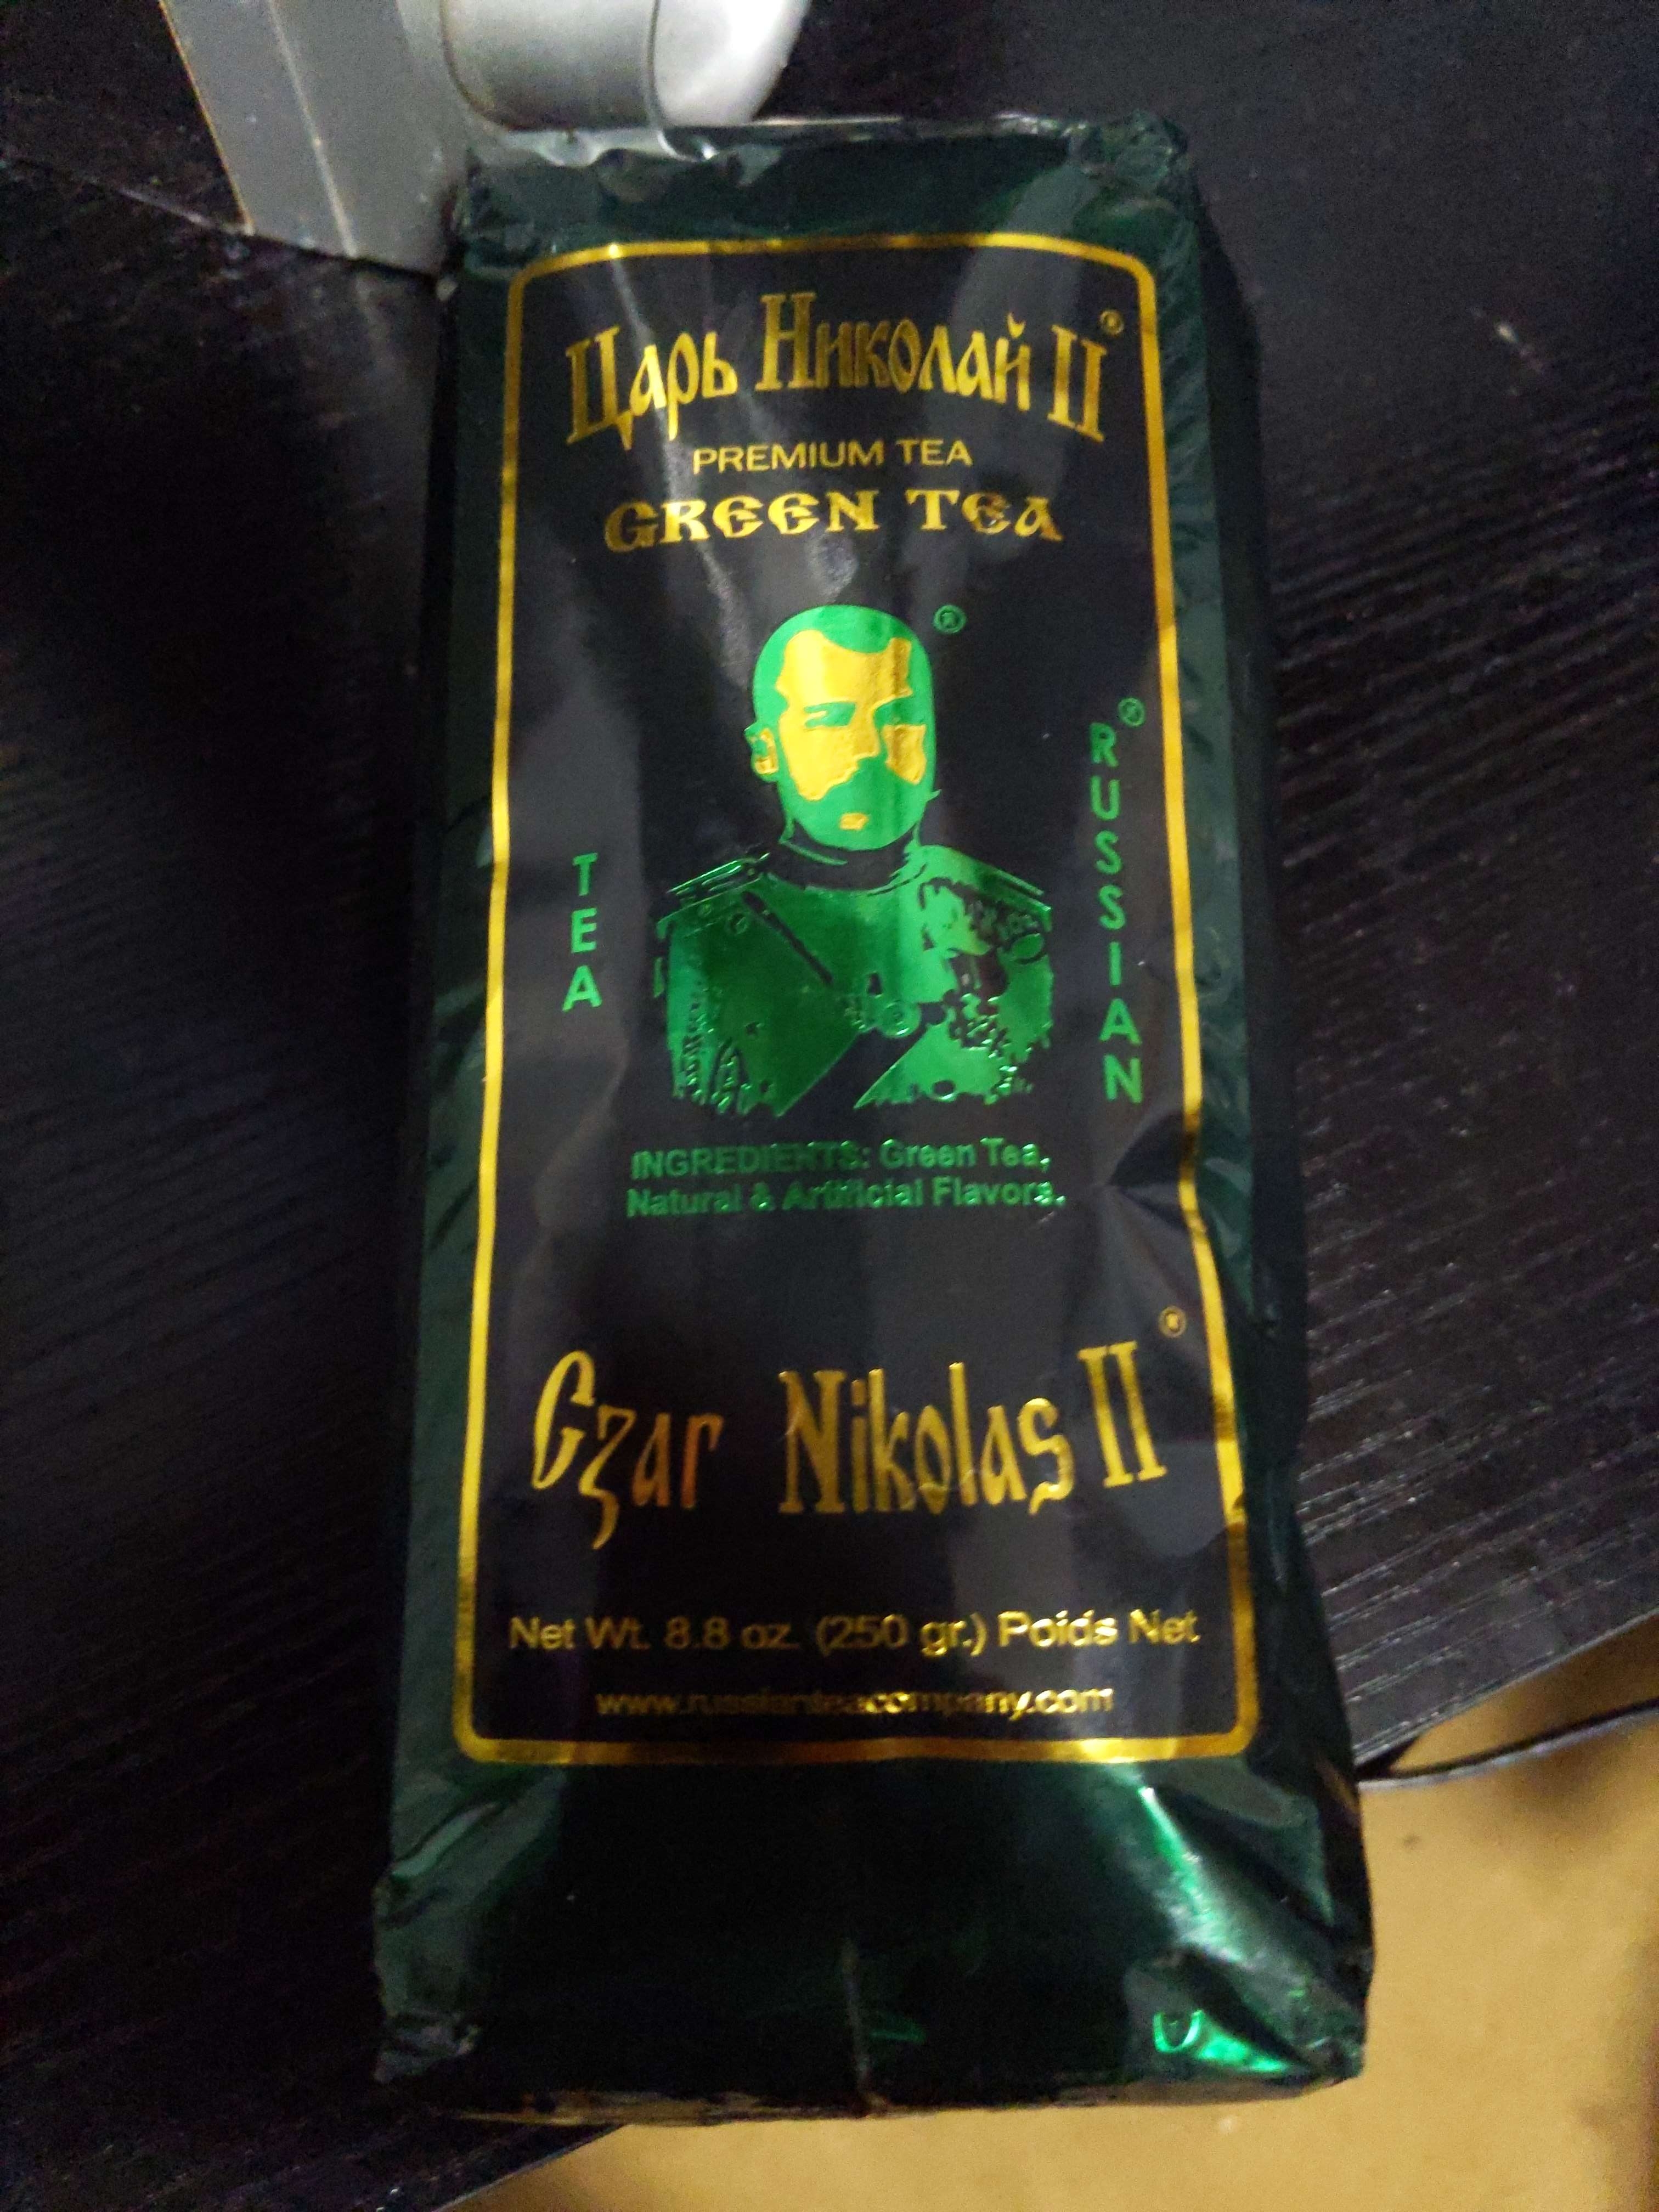 Царь Николай II ®
PREMIUM TEA
GREEN TEA
®
TEA
RUSSIAN ®
INGREDIENTS: Green Tea,
Natural & Artificial Flavors.
Czar Nikolas II ®
Net Wt. 8.8 oz. (250 gr.) Poids Net
www.russianteacompany.com